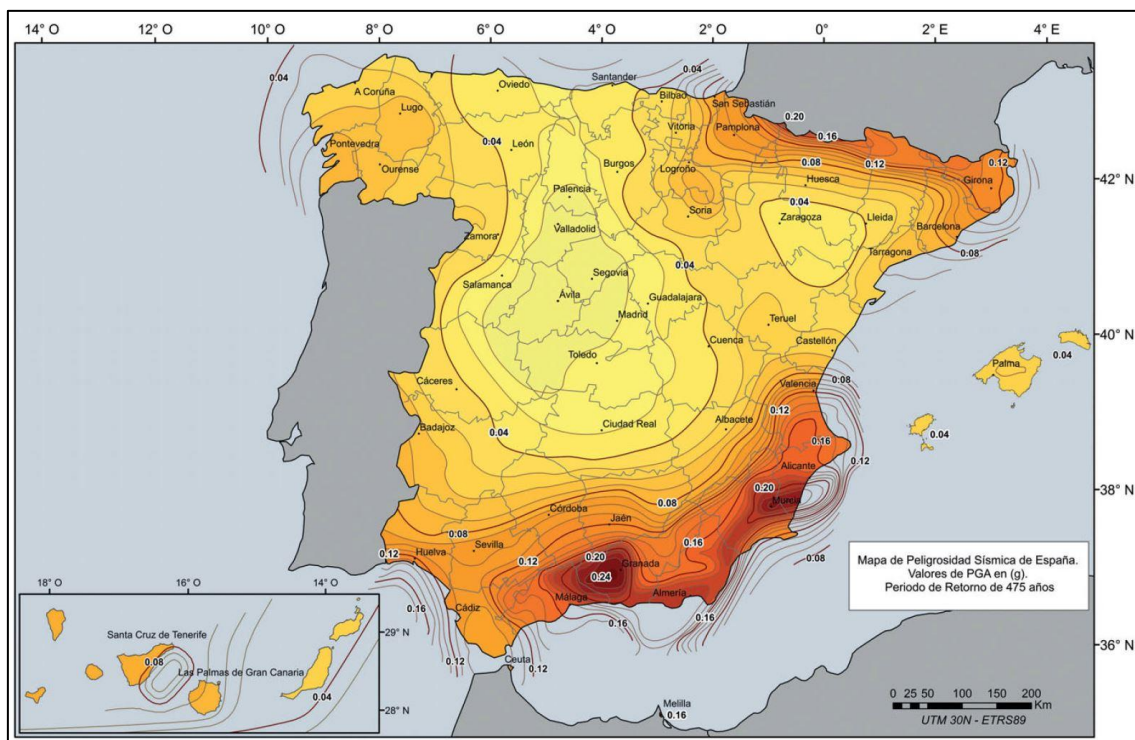 14° O 12° O 10° O 8° O 6° O 4° O 2° O 0° 2° E 4° E
0.04
Santander
0.04
Oviedo
A Coruña
Bilbao
San Sebastián
Lugo
0.20
Vitoria
Pamplona
0.16
0.04
León
Pontevedra
Burgos
0.08
0.12
0.12
Ourense
Logroño
Huesca
Girona
42° N
Palencia
0.04
Soria
Zaragoza
Lleida
Valladolid
Barcelona
Zamora
0.08
0.04
Tarragona
Salamanca
Segovia
Ávila
Guadalajara
Madrid
Teruel
40° N
Cuenca
Castellón
Toledo
0.04
Palma
Cáceres
0.08
Valencia
0.12
Badajoz
0.04
Ciudad Real
Albacete
0.16
0.04
0.12
Alicante
0.20
Murcia
38° N
0.08
Córdoba
0.08
Jaén
0.12
Huelva
Sevilla
0.16
0.12
0.20
0.08
Granada
0.24
Málaga
Almería
0.16
Cádiz
0.16
0.16
0.12
Ceuta
0.12
36° N
Melilla
0.16
Mapa de Peligrosidad Sísmica de España.
Valores de PGA en (g).
Periodo de Retorno de 475 años
18° O 16° O 14° O
Santa Cruz de Tenerife
29° N
0.08
Las Palmas de Gran Canaria
0.04
28° N
0 25 50 100 150 200
Km
UTM 30N - ETRS89